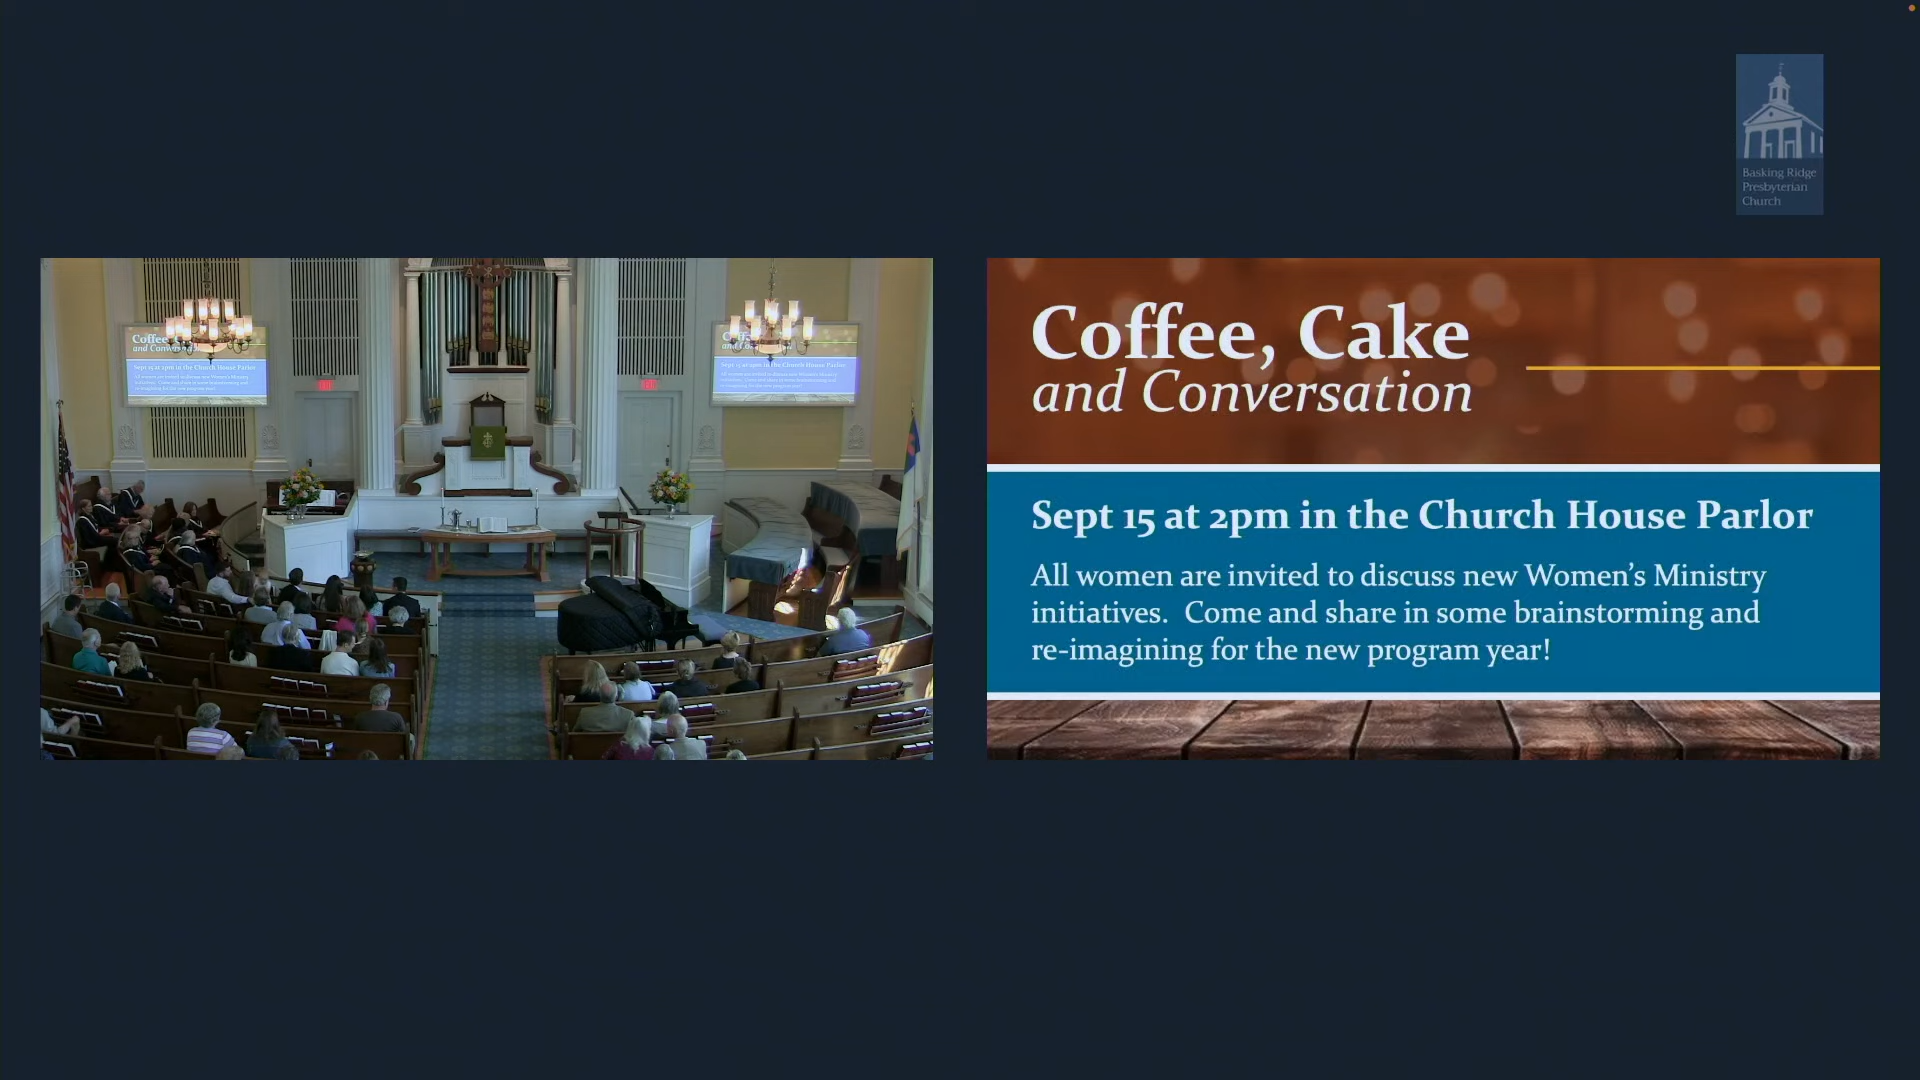 Basking Ridge
Presbyterian
Church
Coffee, Cake
and Conversation
Sept 15 at 2pm in the Church House Parlor
All women are invited to discuss new Women’s Ministry
initiatives.  Come and share in some brainstorming and
re-imagining for the new program year!